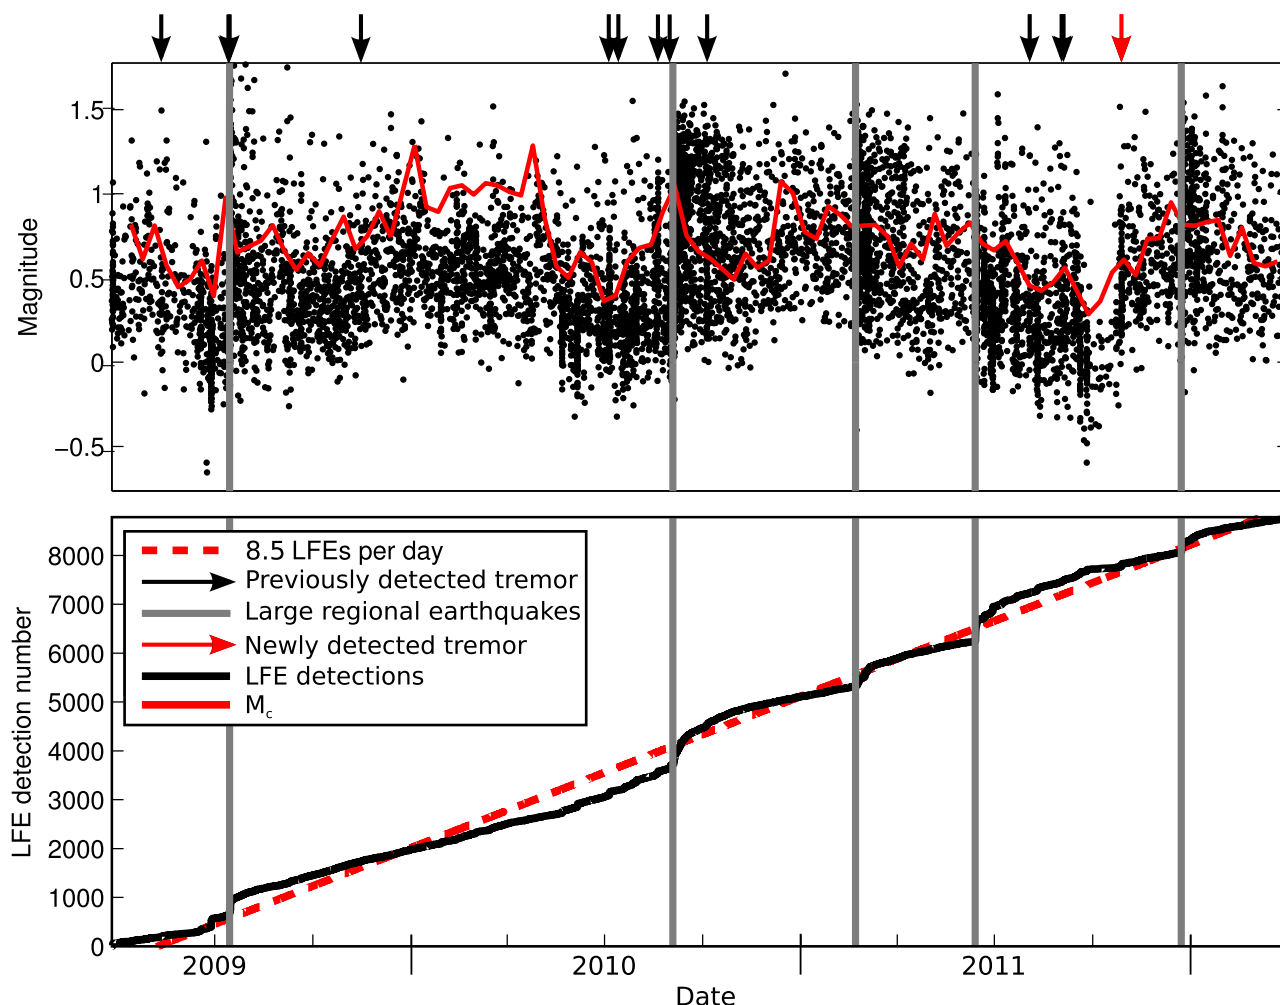 1.5
1
0.5
0
−0.5
Magnitude
8.5 LFEs per day
Previously detected tremor
Large regional earthquakes
Newly detected tremor
LFE detections
Mc
8000
7000
6000
5000
4000
3000
2000
1000
0
LFE detection number
2009
2010
2011
Date